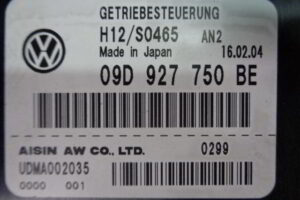 GETRIEBESTEUERUNG
H12/S0465 AN2
Made in Japan 16.02.04
09D 927 750 BE
AISIN AW CO., LTD. 0299
UDMA002035
0000 001